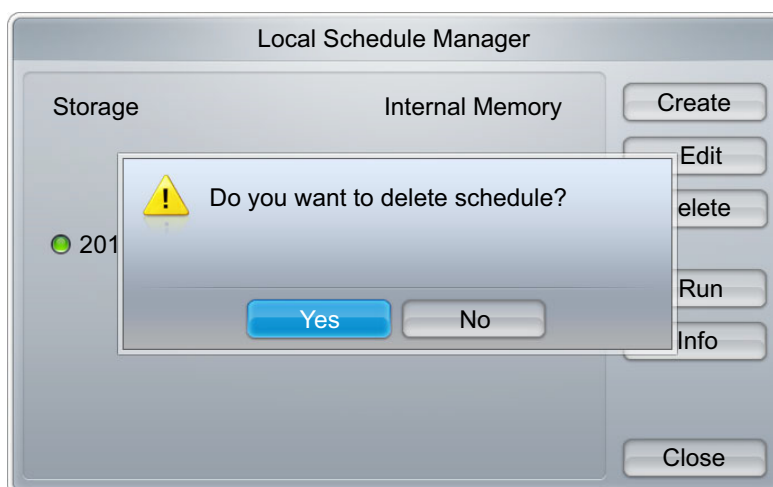 Local Schedule Manager
Storage Internal Memory Create
Edit
Do you want to delete schedule?
elete
201
Run
Yes No
Info
Close